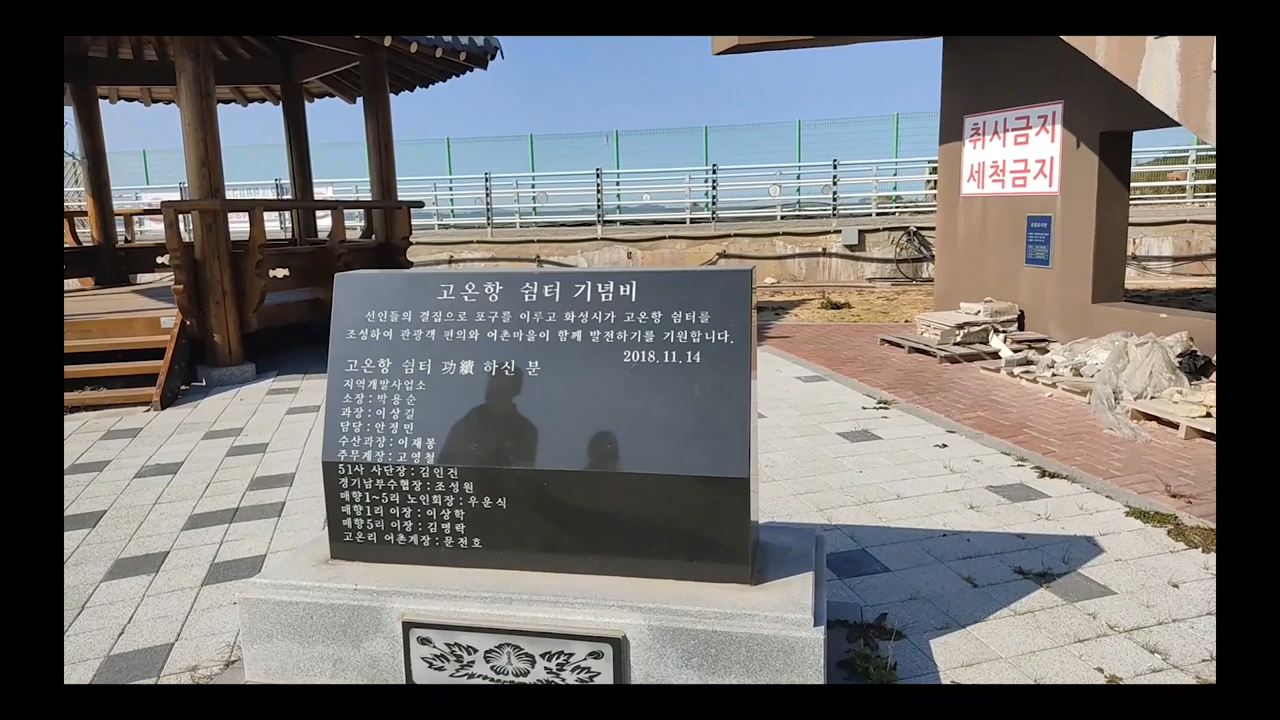 고온항 쉼터 기념비
선인들의 결집으로 포구를 이루고 화성시가 고온항 쉼터를
조성하여 관광객 편의와 어촌마을이 함께 발전하기를 기원합니다.
2018.11.14
고온항 쉼터 功績 하신 분
지역개발사업소
소장:박용순
과장:이상길
담당:안정민
수산과장:이재봉
주무계장:고영철
51사 사단장:김인건
경기남부수협장:조성원
매향1~5리 노인회장:우운식
매향1리 이장:이상학
매향5리 이장:김명락
고온리 어촌계장:문전호
취사금지
세척금지